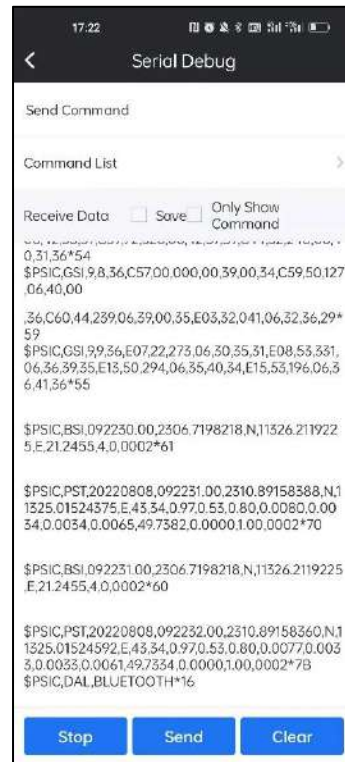 17:22
Serial Debug
Send Command
Command List
Receive Data
Save
Only Show
Command
0,31,36*54
$PSIC,GSI,9,8,36,C57,00,000,00,39,00,34,C59,50,127
,06,40,00
,36,C60,44,239,06,39,00,35,E03,32,041,06,32,36,29*
59
$PSIC,GSI,9,9,36,E07,22,273,06,30,35,31,E08,53,331,
06,36,39,35,E13,50,294,06,35,40,34,E15,53,196,06,3
6,41,36*55
$PSIC,BSI,092230.00,2306.7198218,N,11326.211922
5,E,21.2455,4,0,0002*61
$PSIC,PST,20220808,092231.00,2310.89158388,N,1
1325.01524375,E,43,34,0.97,0.53,0.80,0.0080,0.00
34,0.0034,0.0065,49.7382,0.0000,1.00,0002*70
$PSIC,BSI,092231.00,2306.7198218,N,11326.2119225
,E,21.2455,4,0,0002*60
$PSIC,PST,20220808,092232.00,2310.89158360,N,1
1325.01524592,E,43,34,0.97,0.53,0.80,0.0077,0.003
3,0.0033,0.0061,49.7334,0.0000,1.00,0002*7B
$PSIC,DAL,BLUETOOTH*16
Stop
Send
Clear